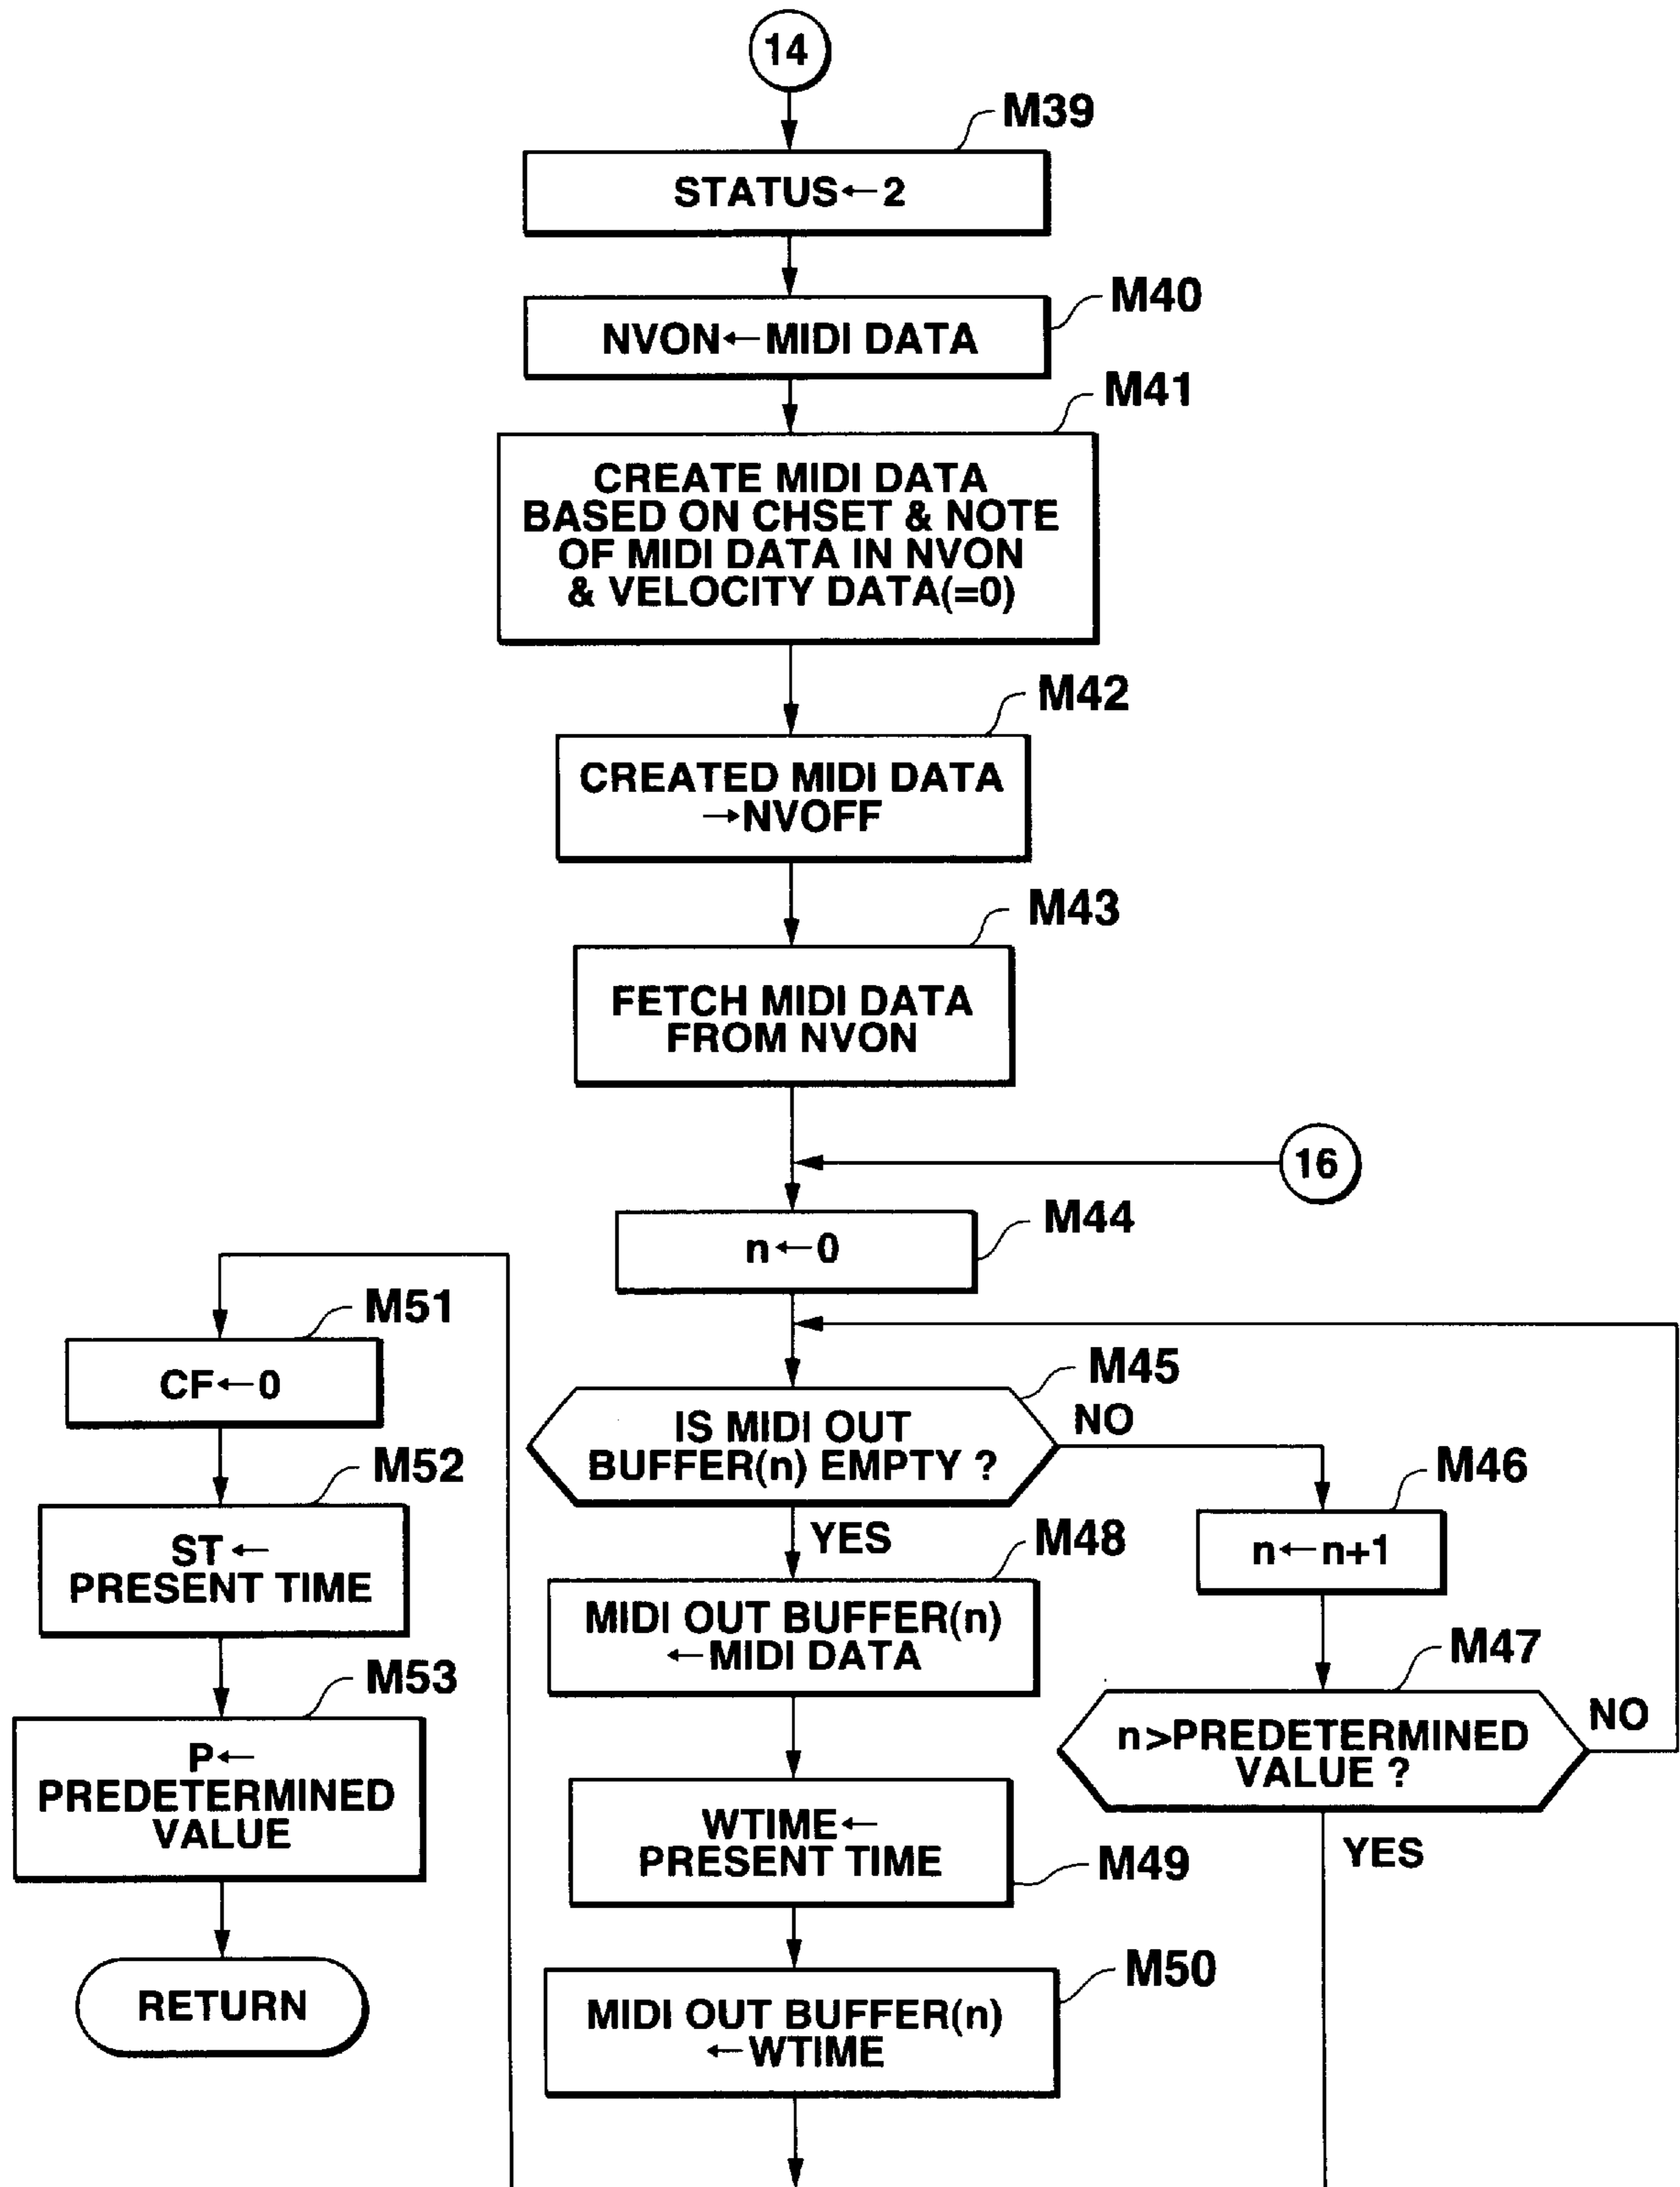 14
M39
STATUS←2
M40
NVON←MIDI DATA
M41
CREATE MIDI DATA
BASED ON CHSET & NOTE
OF MIDI DATA IN NVON
& VELOCITY DATA(=0)
M42
CREATED MIDI DATA
→NVOFF
M43
FETCH MIDI DATA
FROM NVON
16
M44
n←0
M45
IS MIDI OUT
BUFFER(n) EMPTY ?
NO
YES
M46
n←n+1
M47
n>PREDETERMINED
VALUE ?
NO
YES
M48
MIDI OUT BUFFER(n)
←MIDI DATA
M49
WTIME←
PRESENT TIME
M50
MIDI OUT BUFFER(n)
←WTIME
M51
CF←0
M52
ST←
PRESENT TIME
M53
P←
PREDETERMINED
VALUE
RETURN